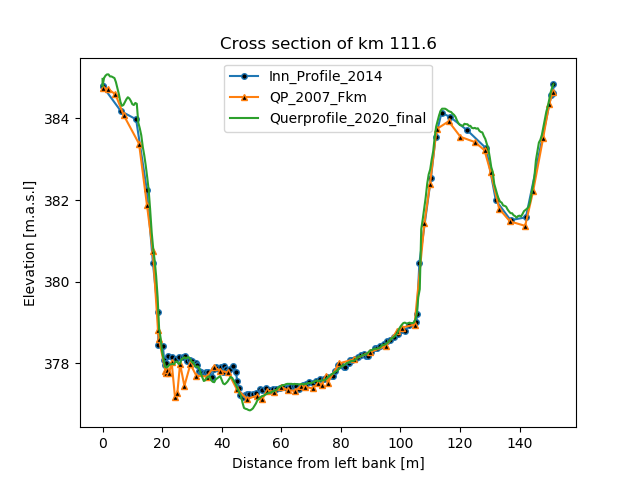 Cross section of km 111.6
Inn_Profile_2014
QP_2007_Fkm
Querprofile_2020_final
Elevation [m.a.s.l]
384
382
380
378
0 20 40 60 80 100 120 140
Distance from left bank [m]